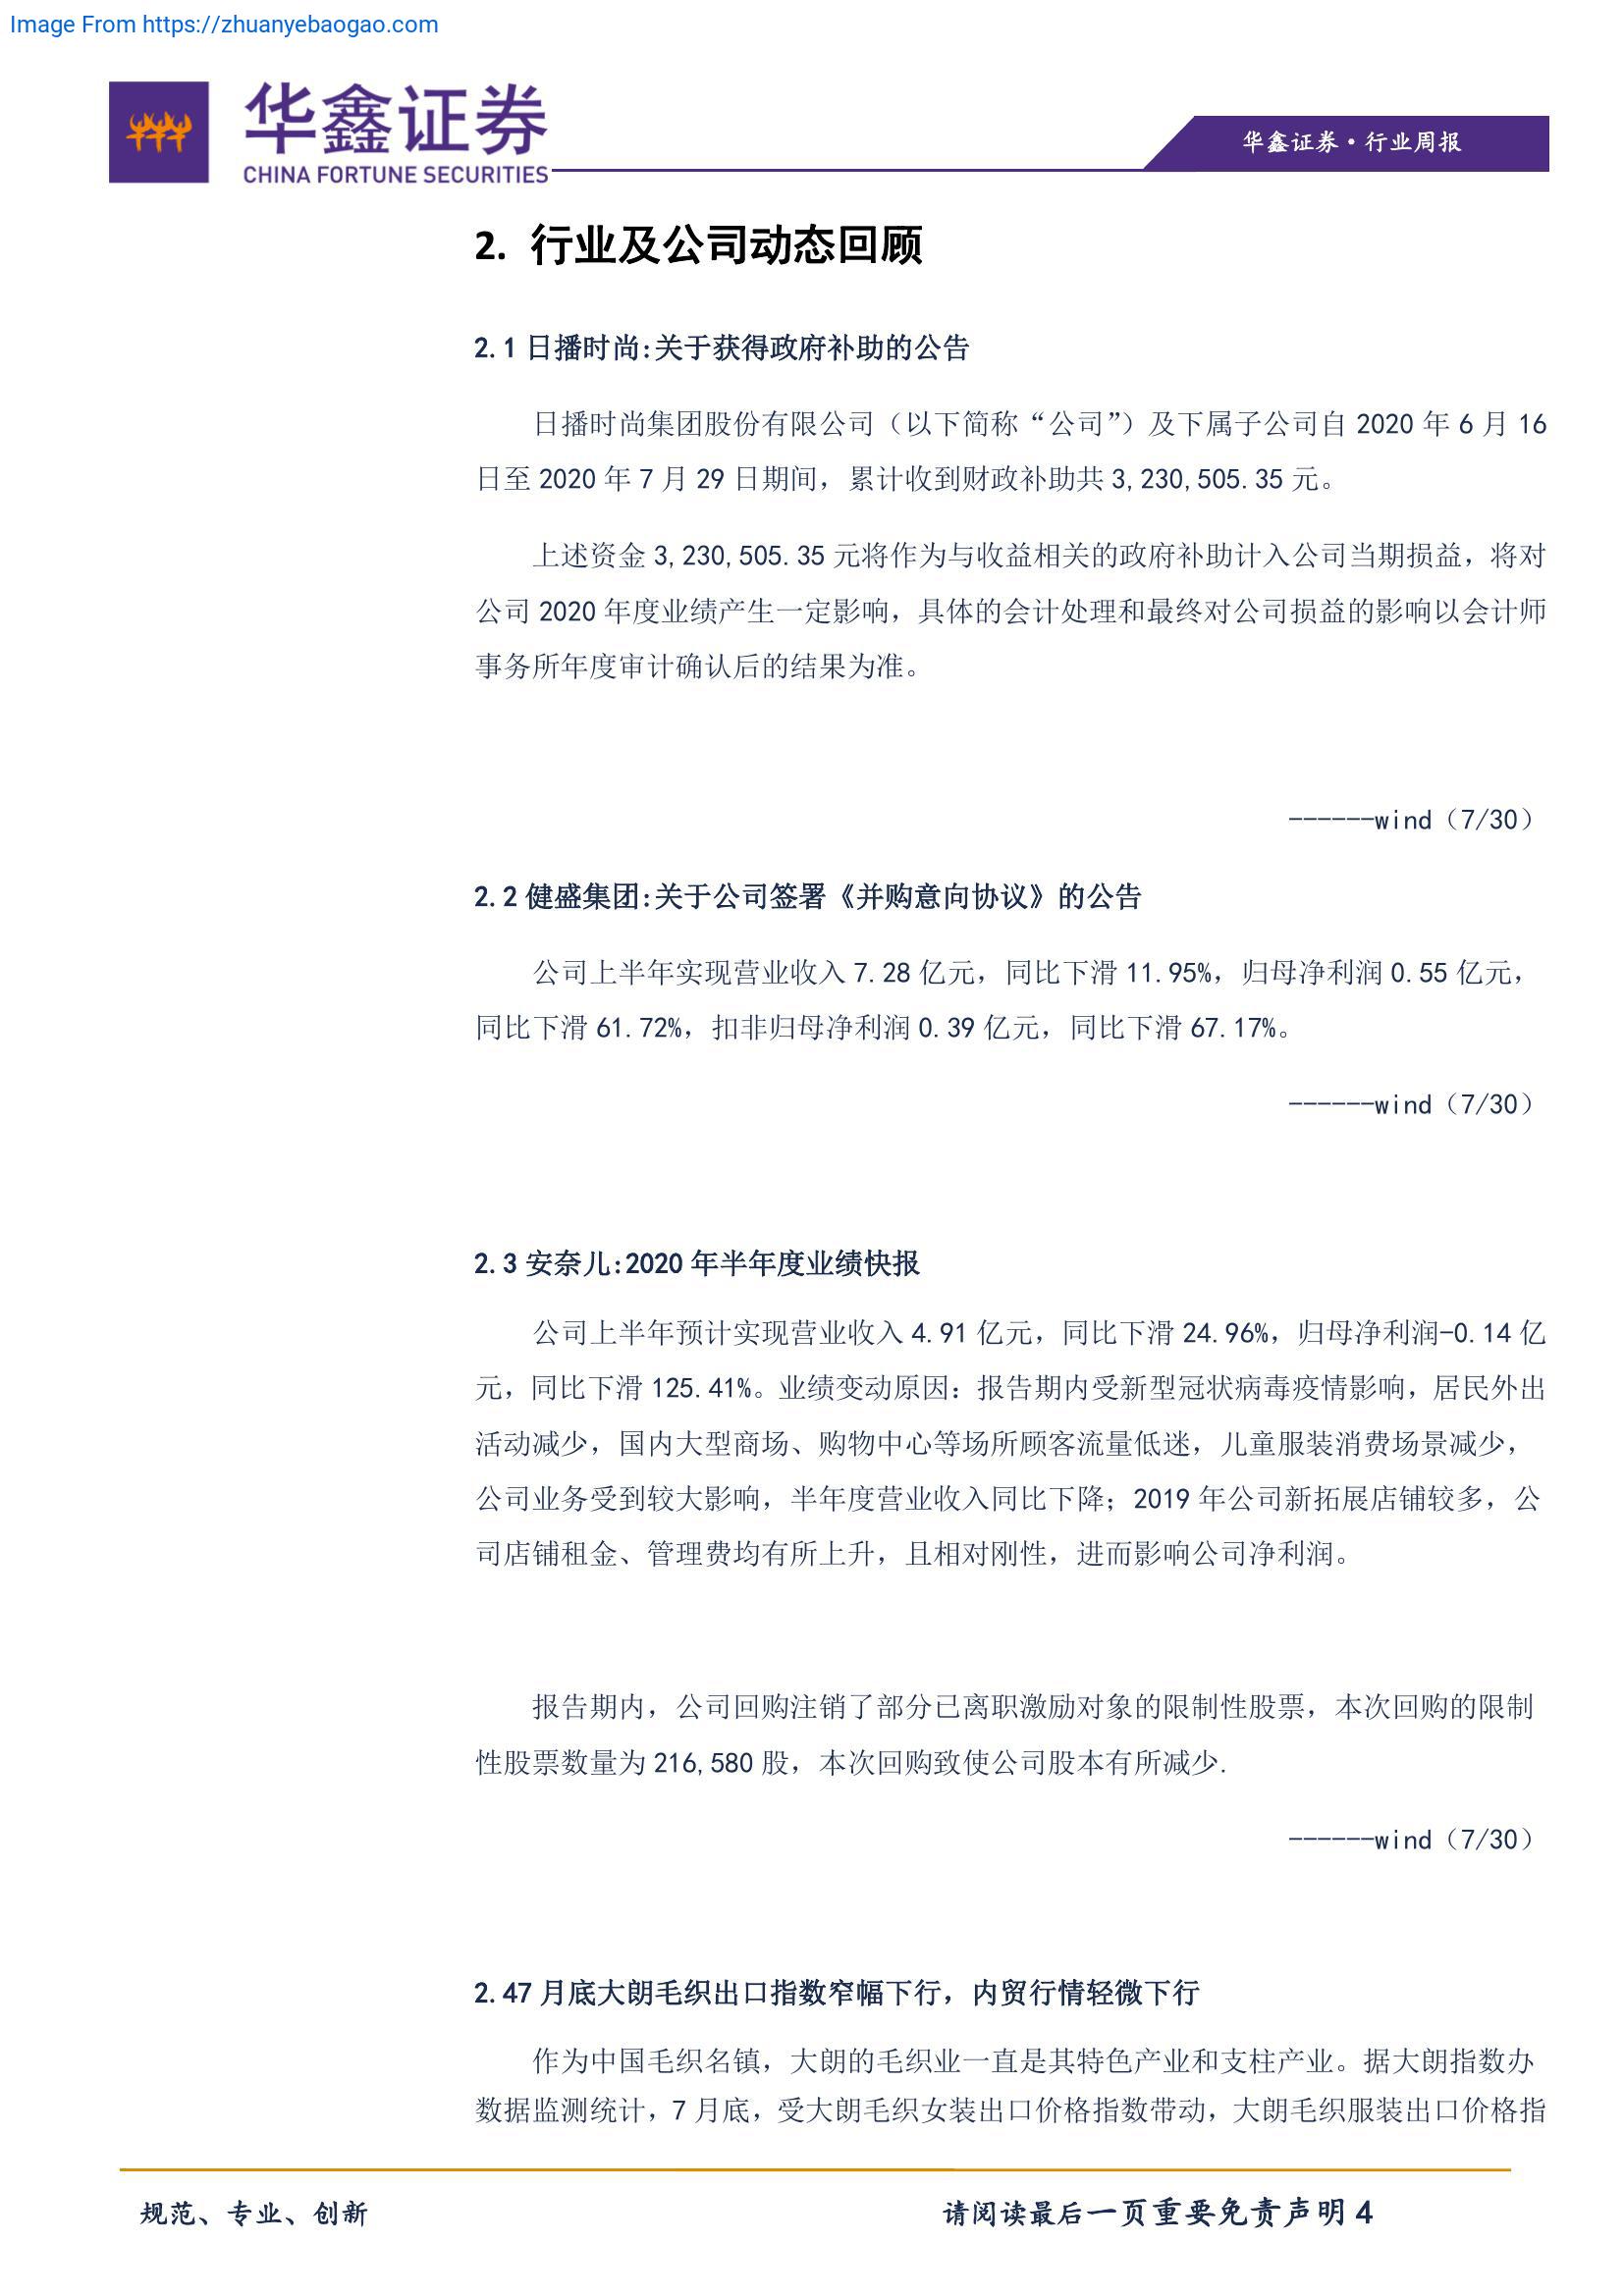 Image From https://zhuanyebaogao.com
华鑫证券
CHINA FORTUNE SECURITIES
华鑫证券·行业周报
2. 行业及公司动态回顾
2.1 日播时尚:关于获得政府补助的公告
日播时尚集团股份有限公司（以下简称“公司”）及下属子公司自 2020 年 6 月 16
日至 2020 年 7 月 29 日期间，累计收到财政补助共 3,230,505.35 元。
上述资金 3,230,505.35 元将作为与收益相关的政府补助计入公司当期损益，将对
公司 2020 年度业绩产生一定影响，具体的会计处理和最终对公司损益的影响以会计师
事务所年度审计确认后的结果为准。
------wind（7/30）
2.2 健盛集团:关于公司签署《并购意向协议》的公告
公司上半年实现营业收入 7.28 亿元，同比下滑 11.95%，归母净利润 0.55 亿元，
同比下滑 61.72%，扣非归母净利润 0.39 亿元，同比下滑 67.17%。
------wind（7/30）
2.3 安奈儿:2020 年半年度业绩快报
公司上半年预计实现营业收入 4.91 亿元，同比下滑 24.96%，归母净利润-0.14 亿
元，同比下滑 125.41%。业绩变动原因：报告期内受新型冠状病毒疫情影响，居民外出
活动减少，国内大型商场、购物中心等场所顾客流量低迷，儿童服装消费场景减少，
公司业务受到较大影响，半年度营业收入同比下降；2019 年公司新拓展店铺较多，公
司店铺租金、管理费均有所上升，且相对刚性，进而影响公司净利润。
报告期内，公司回购注销了部分已离职激励对象的限制性股票，本次回购的限制
性股票数量为 216,580 股，本次回购致使公司股本有所减少.
------wind（7/30）
2.47 月底大朗毛织出口指数窄幅下行，内贸行情轻微下行
作为中国毛织名镇，大朗的毛织业一直是其特色产业和支柱产业。据大朗指数办
数据监测统计，7 月底，受大朗毛织女装出口价格指数带动，大朗毛织服装出口价格指
规范、专业、创新
请阅读最后一页重要免责声明 4